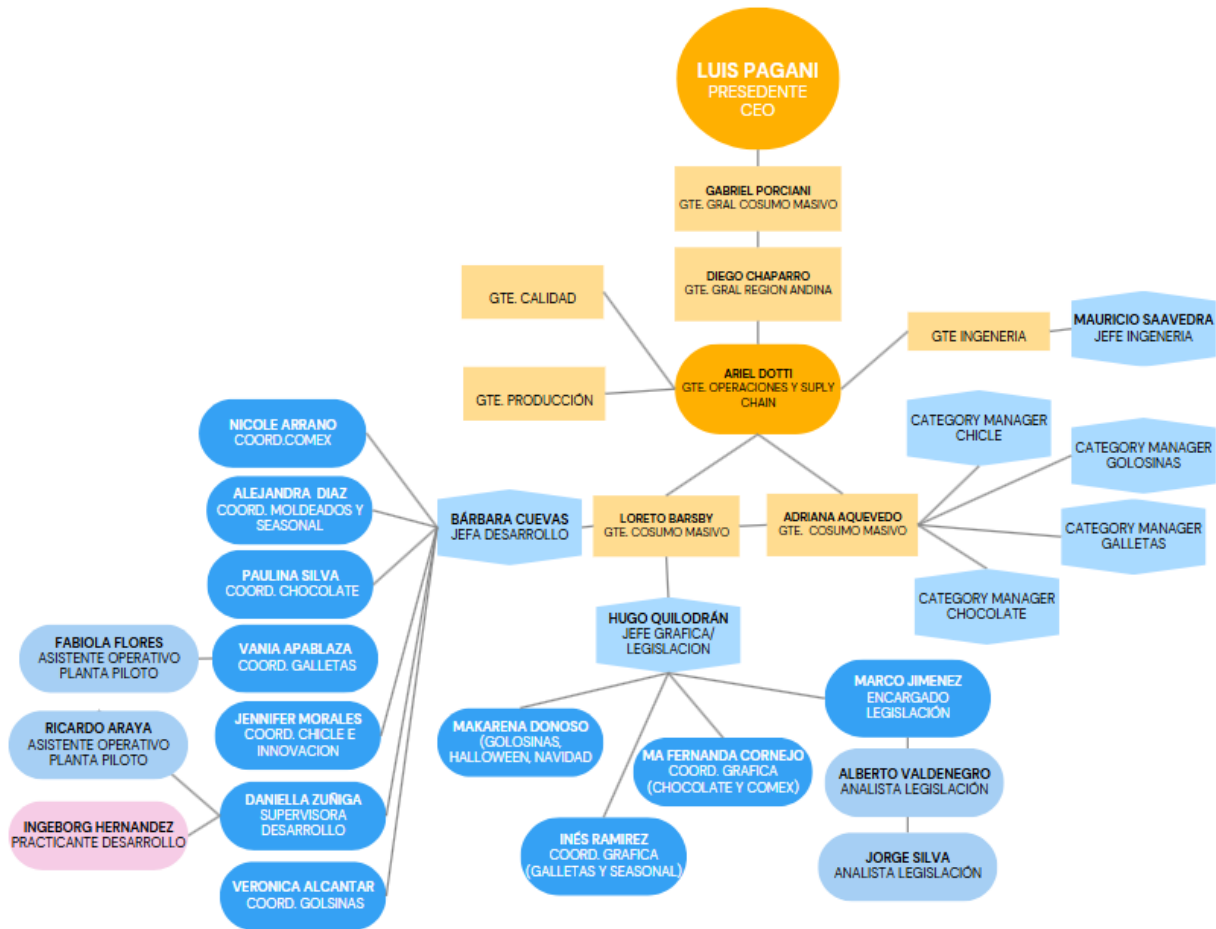 LUIS PAGANI
PRESEDENTE
CEO
GABRIEL PORCIANI
GTE. GRAL COSUMO MASIVO
DIEGO CHAPARRO
GTE. GRAL REGION ANDINA
GTE. CALIDAD
GTE INGENERIA
MAURICIO SAAVEDRA
JEFE INGENERIA
ARIEL DOTTI
GTE. OPERACIONES Y SUPLY
CHAIN
GTE. PRODUCCIÓN
NICOLE ARRANO
COORD.COMEX
CATEGORY MANAGER
CHICLE
CATEGORY MANAGER
GOLOSINAS
ALEJANDRA DIAZ
COORD. MOLDEADOS Y
SEASONAL
BÁRBARA CUEVAS
JEFA DESARROLLO
LORETO BARSBY
GTE. COSUMO MASIVO
ADRIANA AQUEVEDO
GTE. COSUMO MASIVO
CATEGORY MANAGER
GALLETAS
PAULINA SILVA
COORD. CHOCOLATE
CATEGORY MANAGER
CHOCOLATE
HUGO QUILODRÁN
JEFE GRAFICA/
LEGISLACION
FABIOLA FLORES
ASISTENTE OPERATIVO
PLANTA PILOTO
VANIA APABLAZA
COORD. GALLETAS
MARCO JIMENEZ
ENCARGADO
LEGISLACIÓN
RICARDO ARAYA
ASISTENTE OPERATIVO
PLANTA PILOTO
JENNIFER MORALES
COORD. CHICLE E
INNOVACION
MAKARENA DONOSO
(GOLOSINAS,
HALLOWEEN, NAVIDAD
MA FERNANDA CORNEJO
COORD. GRAFICA
(CHOCOLATE Y COMEX)
ALBERTO VALDENEGRO
ANALISTA LEGISLACIÓN
INGEBORG HERNANDEZ
PRACTICANTE DESARROLLO
DANIELLA ZUÑIGA
SUPERVISORA
DESARROLLO
INÉS RAMIREZ
COORD. GRAFICA
(GALLETAS Y SEASONAL)
JORGE SILVA
ANALISTA LEGISLACIÓN
VERONICA ALCANTAR
COORD. GOLSINAS